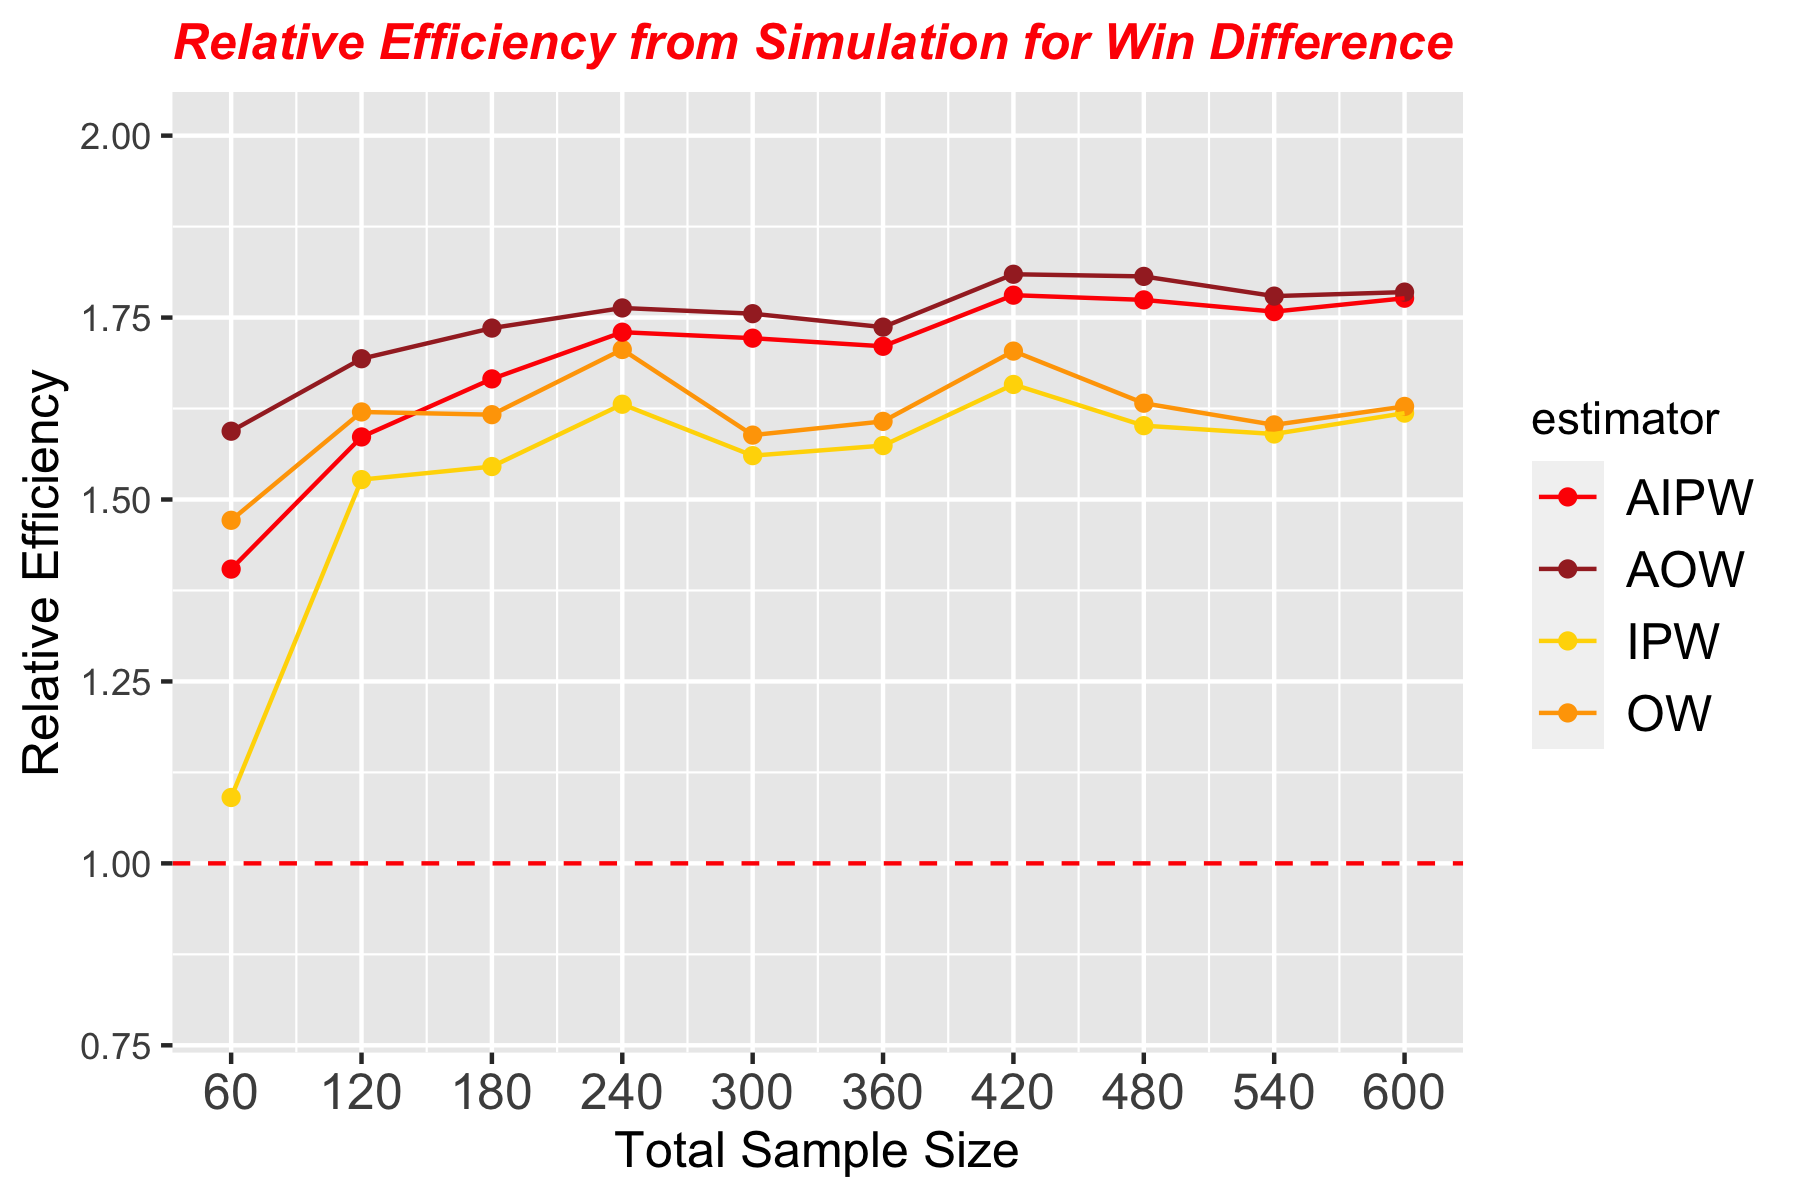 Relative Efficiency from Simulation for Win Difference
Relative Efficiency
2.00
1.75
1.50
1.25
1.00
0.75
60 120 180 240 300 360 420 480 540 600
Total Sample Size
estimator
AIPW
AOW
IPW
OW